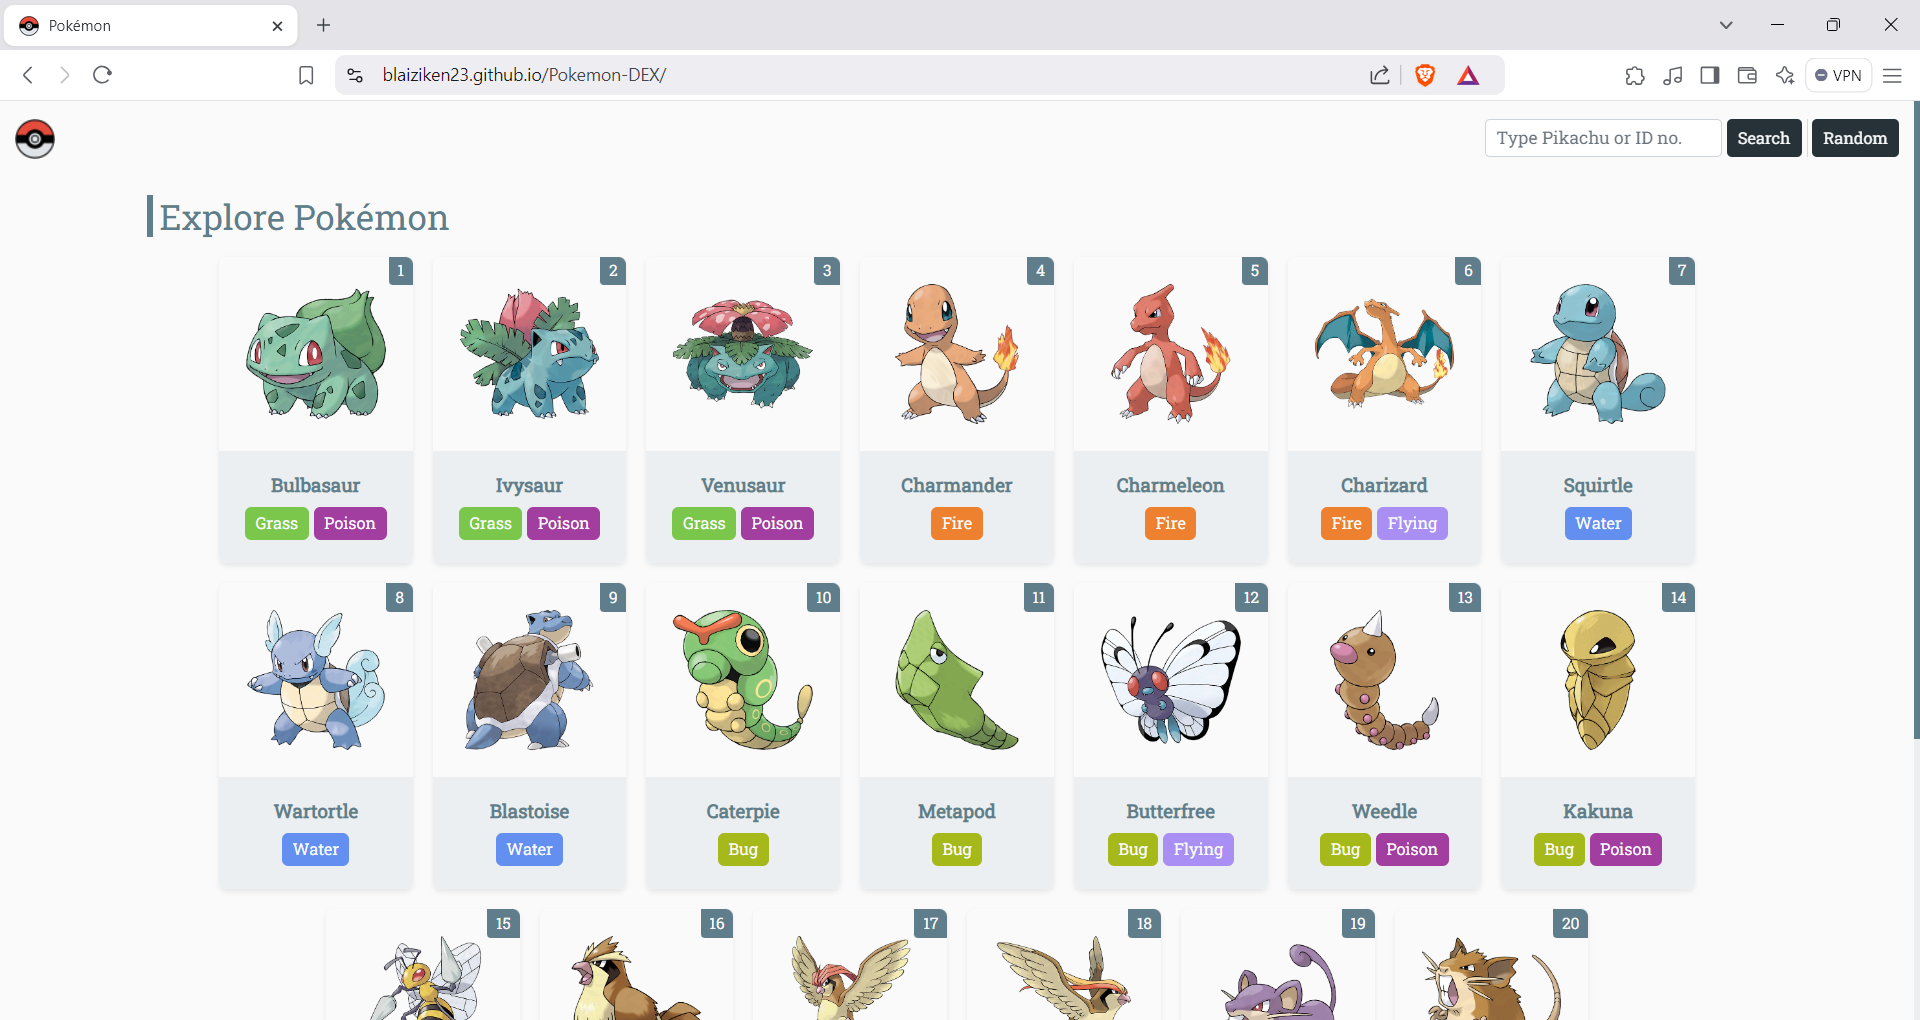 Pokémon
blaiziken23.github.io/Pokemon-DEX/
VPN
Type Pikachu or ID no.
Search
Random
Explore Pokémon
1
2
3
4
5
6
7
Bulbasaur
Ivysaur
Venusaur
Charmander
Charmeleon
Charizard
Squirtle
Grass Poison
Grass Poison
Grass Poison
Fire
Fire
Fire Flying
Water
8
9
10
11
12
13
14
Wartortle
Blastoise
Caterpie
Metapod
Butterfree
Weedle
Kakuna
Water
Water
Bug
Bug
Bug Flying
Bug Poison
Bug Poison
15
16
17
18
19
20